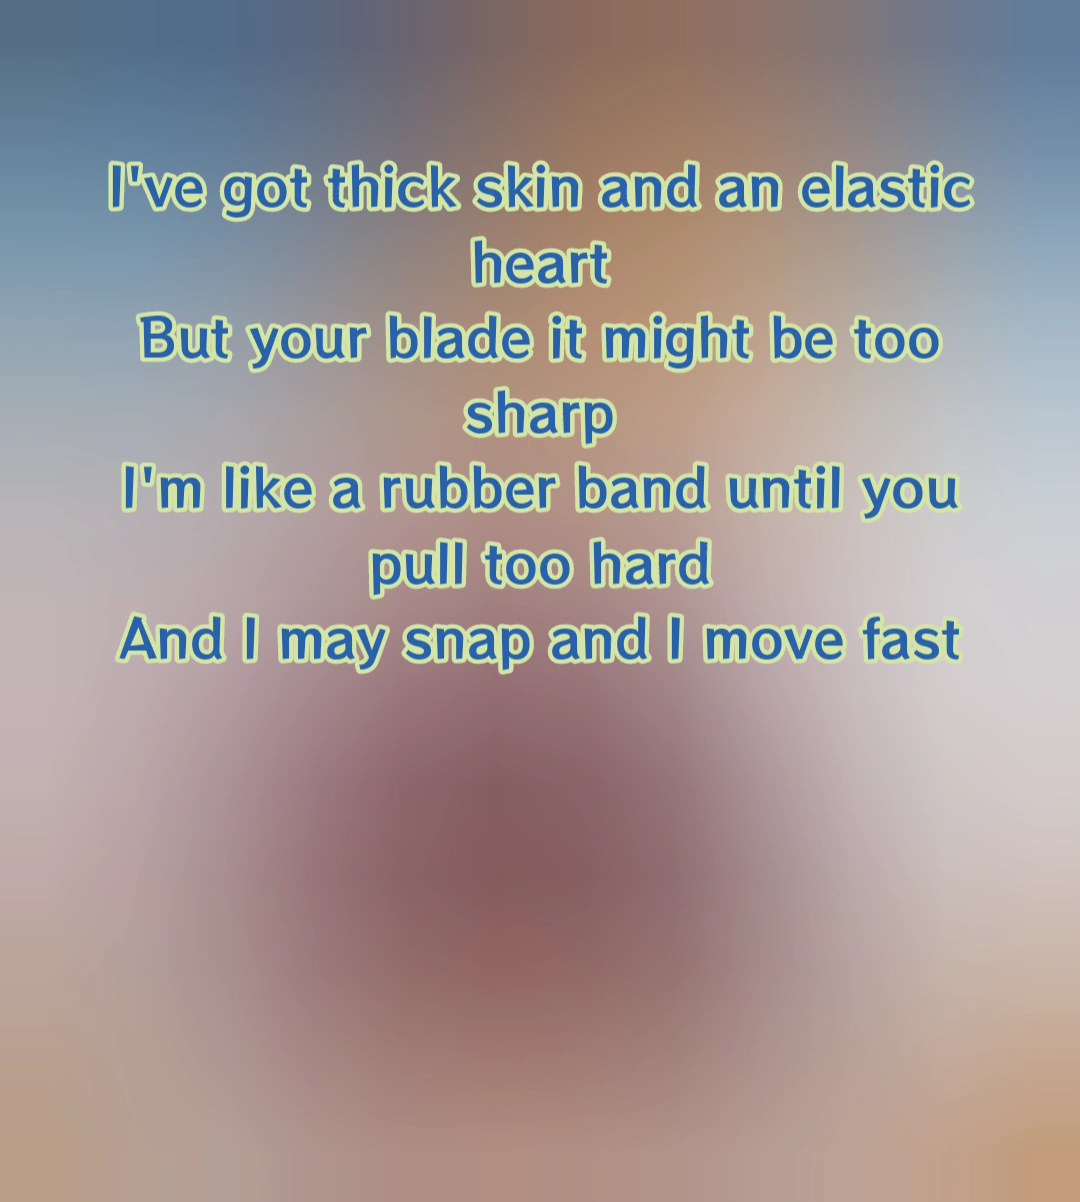 I've got thick skin and an elastic
heart
But your blade it might be too
sharp
I'm like a rubber band until you
pull too hard
And I may snap and I move fast